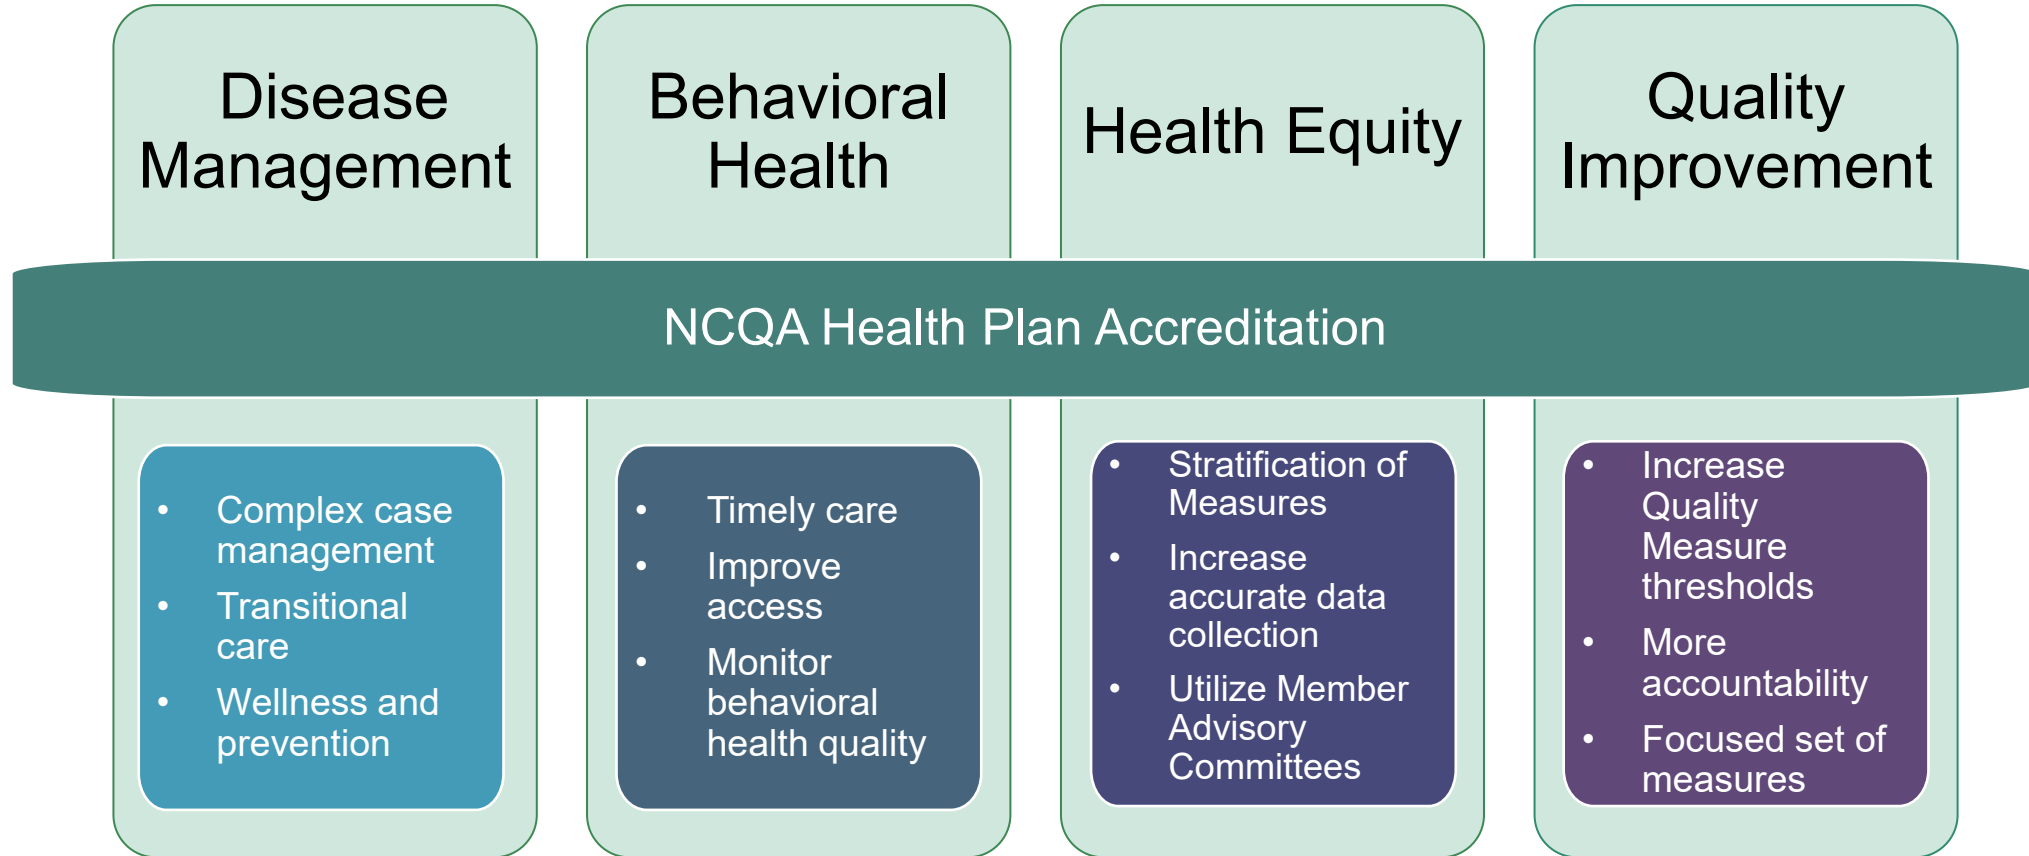 Disease
Management
Behavioral
Health
Health Equity
Quality
Improvement
NCQA Health Plan Accreditation
• Complex case
management
• Transitional
care
• Wellness and
prevention
• Timely care
• Improve
access
• Monitor
behavioral
health quality
• Stratification of
Measures
• Increase
accurate data
collection
• Utilize Member
Advisory
Committees
• Increase
Quality
Measure
thresholds
• More
accountability
• Focused set of
measures